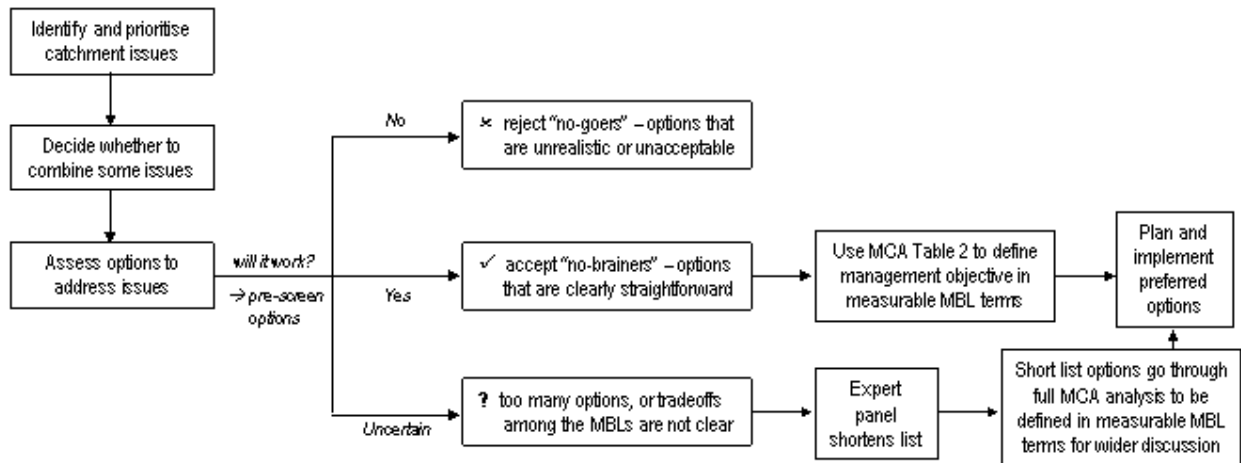 Identify and prioritise
catchment issues
Decide whether to
combine some issues
Assess options to
address issues
will it work?
→ pre-screen
options
No
× reject “no-goers” – options that
are unrealistic or unacceptable
Yes
✓ accept “no-brainers” – options
that are clearly straightforward
Use MCA Table 2 to define
management objective in
measurable MBL terms
Plan and
implement
preferred
options
Uncertain
? too many options, or tradeoffs
among the MBLs are not clear
Expert
panel
shortens list
Short list options go through
full MCA analysis to be
defined in measurable MBL
terms for wider discussion